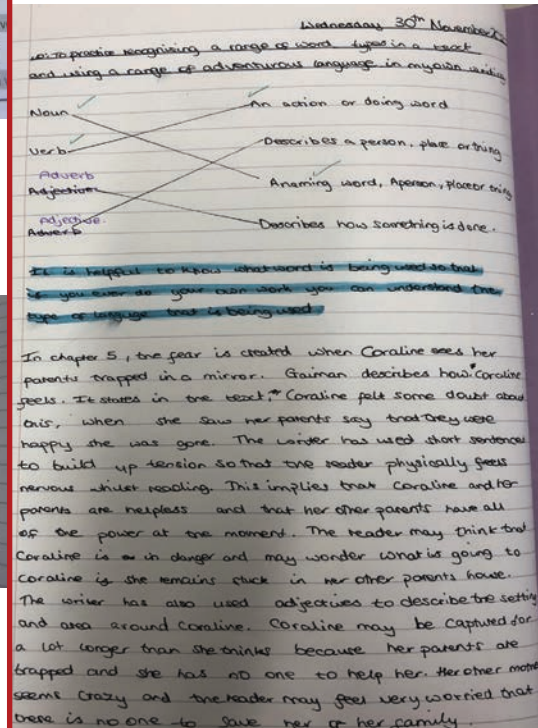 Wednesday 30th November
LO: To practice recognising a range of word types in a text
and using a range of adventurous language in my own writing
Noun
An action or doing word
Verb
Describes a person, place or thing
Adverb
Adjective
A naming word, A person, place or thing
Adjective
Adverb
Describes how something is done.
It is helpful to know what word is being used so that
if you ever do your own work you can understand the
type of language that is being used
In chapter 5, the fear is created when Coraline sees her
parents trapped in a mirror. Gaiman describes how "Coraline
feels. It states in the text, "Coraline felt some doubt about
this, when she saw her parents say that they were
happy she was gone. The writer has used short sentences
to build up tension so that the reader physically feels
nervous whilst reading. This implies that Coraline and her
parents are helpless and that her other parents have all
of the power at the moment. The reader may think that
Coraline is in danger and may wonder what is going to
Coraline if she remains stuck in her other parents house.
The writer has also used adjectives to describe the setting
and area around Coraline. Coraline may be captured for
a lot longer than she thinks because her parents are
trapped and she has no one to help her. Her other mother
seems crazy and the reader may feel very worried that
there is no one to save her or her family